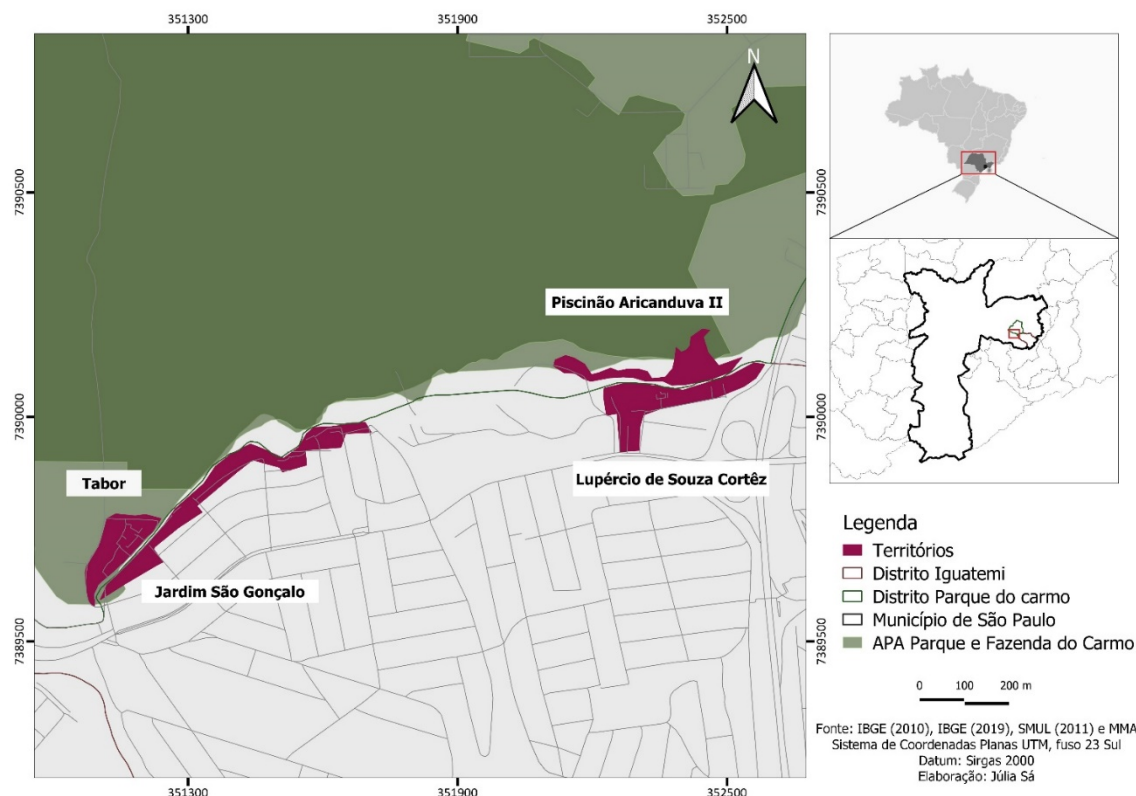 351300
351900
352500
N
7390500
7390500
Piscinão Aricanduva II
7390000
7390000
Tabor
Lupércio de Souza Cortêz
Jardim São Gonçalo
7389500
7389500
351300
351900
352500
Legenda
Territórios
Distrito Iguatemi
Distrito Parque do carmo
Município de São Paulo
APA Parque e Fazenda do Carmo
0 100 200 m
Fonte: IBGE (2010), IBGE (2019), SMUL (2011) e MMA
Sistema de Coordenadas Planas UTM, fuso 23 Sul
Datum: Sirgas 2000
Elaboração: Júlia Sá